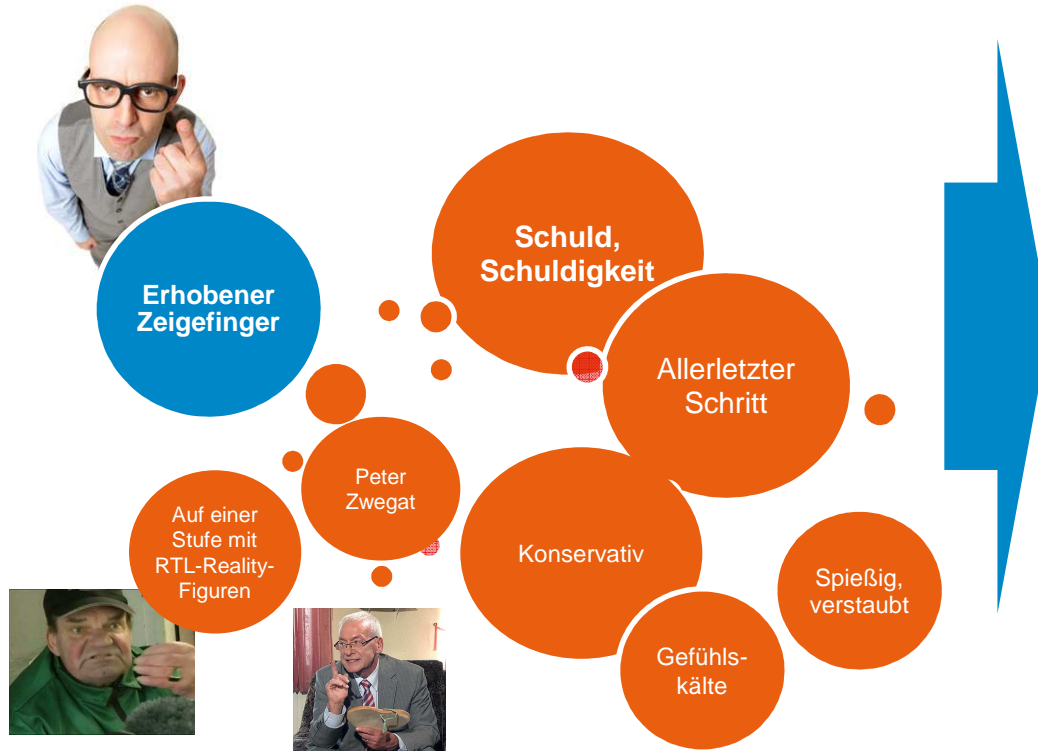 Erhobener
Zeigefinger
Schuld,
Schuldigkeit
Allerletzter
Schritt
Peter
Zwegat
Auf einer
Stufe mit
RTL-Reality-
Figuren
Konservativ
Spießig,
verstaubt
Gefühls-
kälte